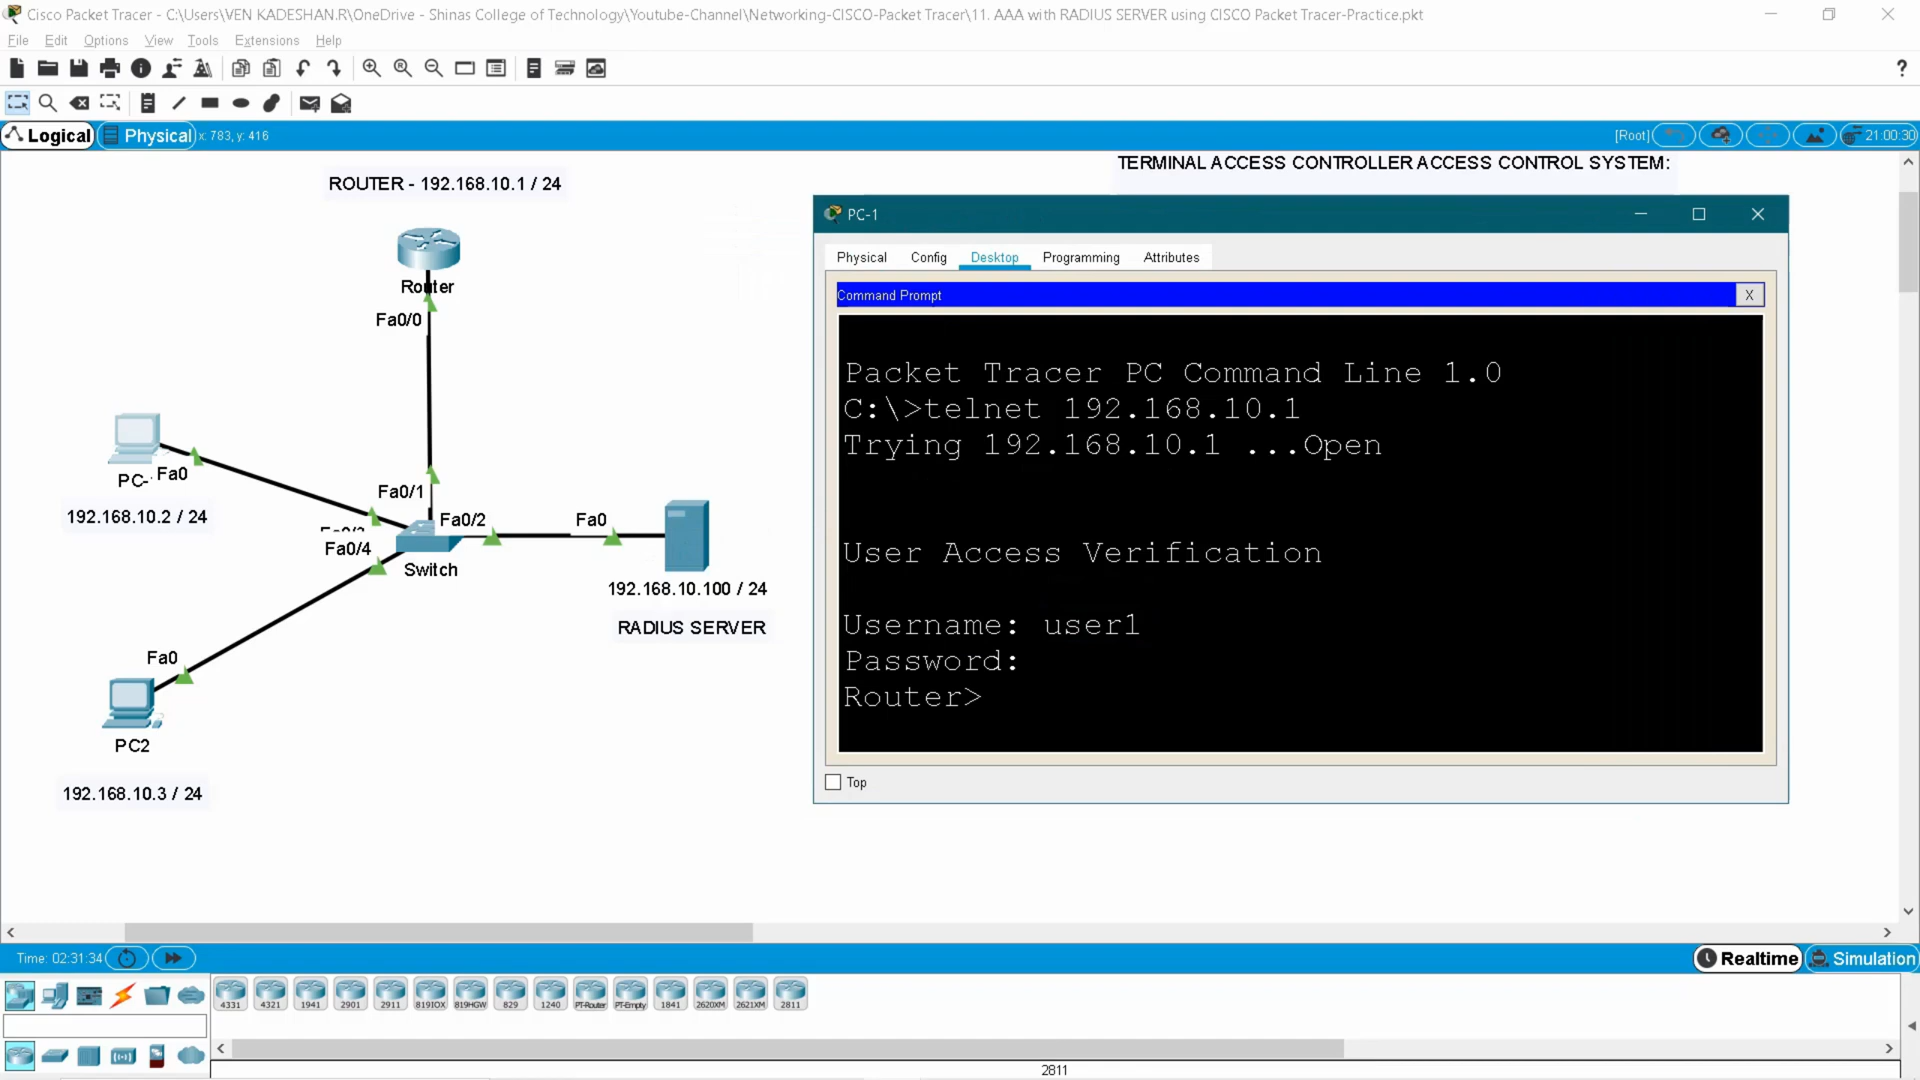 Cisco Packet Tracer - C:\Users\VEN KADESHAN.R\OneDrive - Shinas College of Technology\Youtube-Channel\Networking-CISCO-Packet Tracer\11. AAA with RADIUS SERVER using CISCO Packet Tracer-Practice.pkt
File Edit Options View Tools Extensions Help
?
Logical Physical x: 783, y: 416 [Root] 21:00:30
TERMINAL ACCESS CONTROLLER ACCESS CONTROL SYSTEM:
ROUTER - 192.168.10.1 / 24
Router
Fa0/0
PC- Fa0
192.168.10.2 / 24
Fa0/1
Fa0/2
Fa0
Fa0/4
Switch
192.168.10.100 / 24
RADIUS SERVER
Fa0
PC2
192.168.10.3 / 24
PC-1
Physical Config Desktop Programming Attributes
Command Prompt X
Packet Tracer PC Command Line 1.0
C:\>telnet 192.168.10.1
Trying 192.168.10.1 ...Open
User Access Verification
Username: user1
Password:
Router>
Top
Time: 02:31:34 Realtime Simulation
4331 4321 1941 2901 2911 819IOX 819HGW 829 1240 PT-Router PT-Empty 1841 2620XM 2621XM 2811
2811